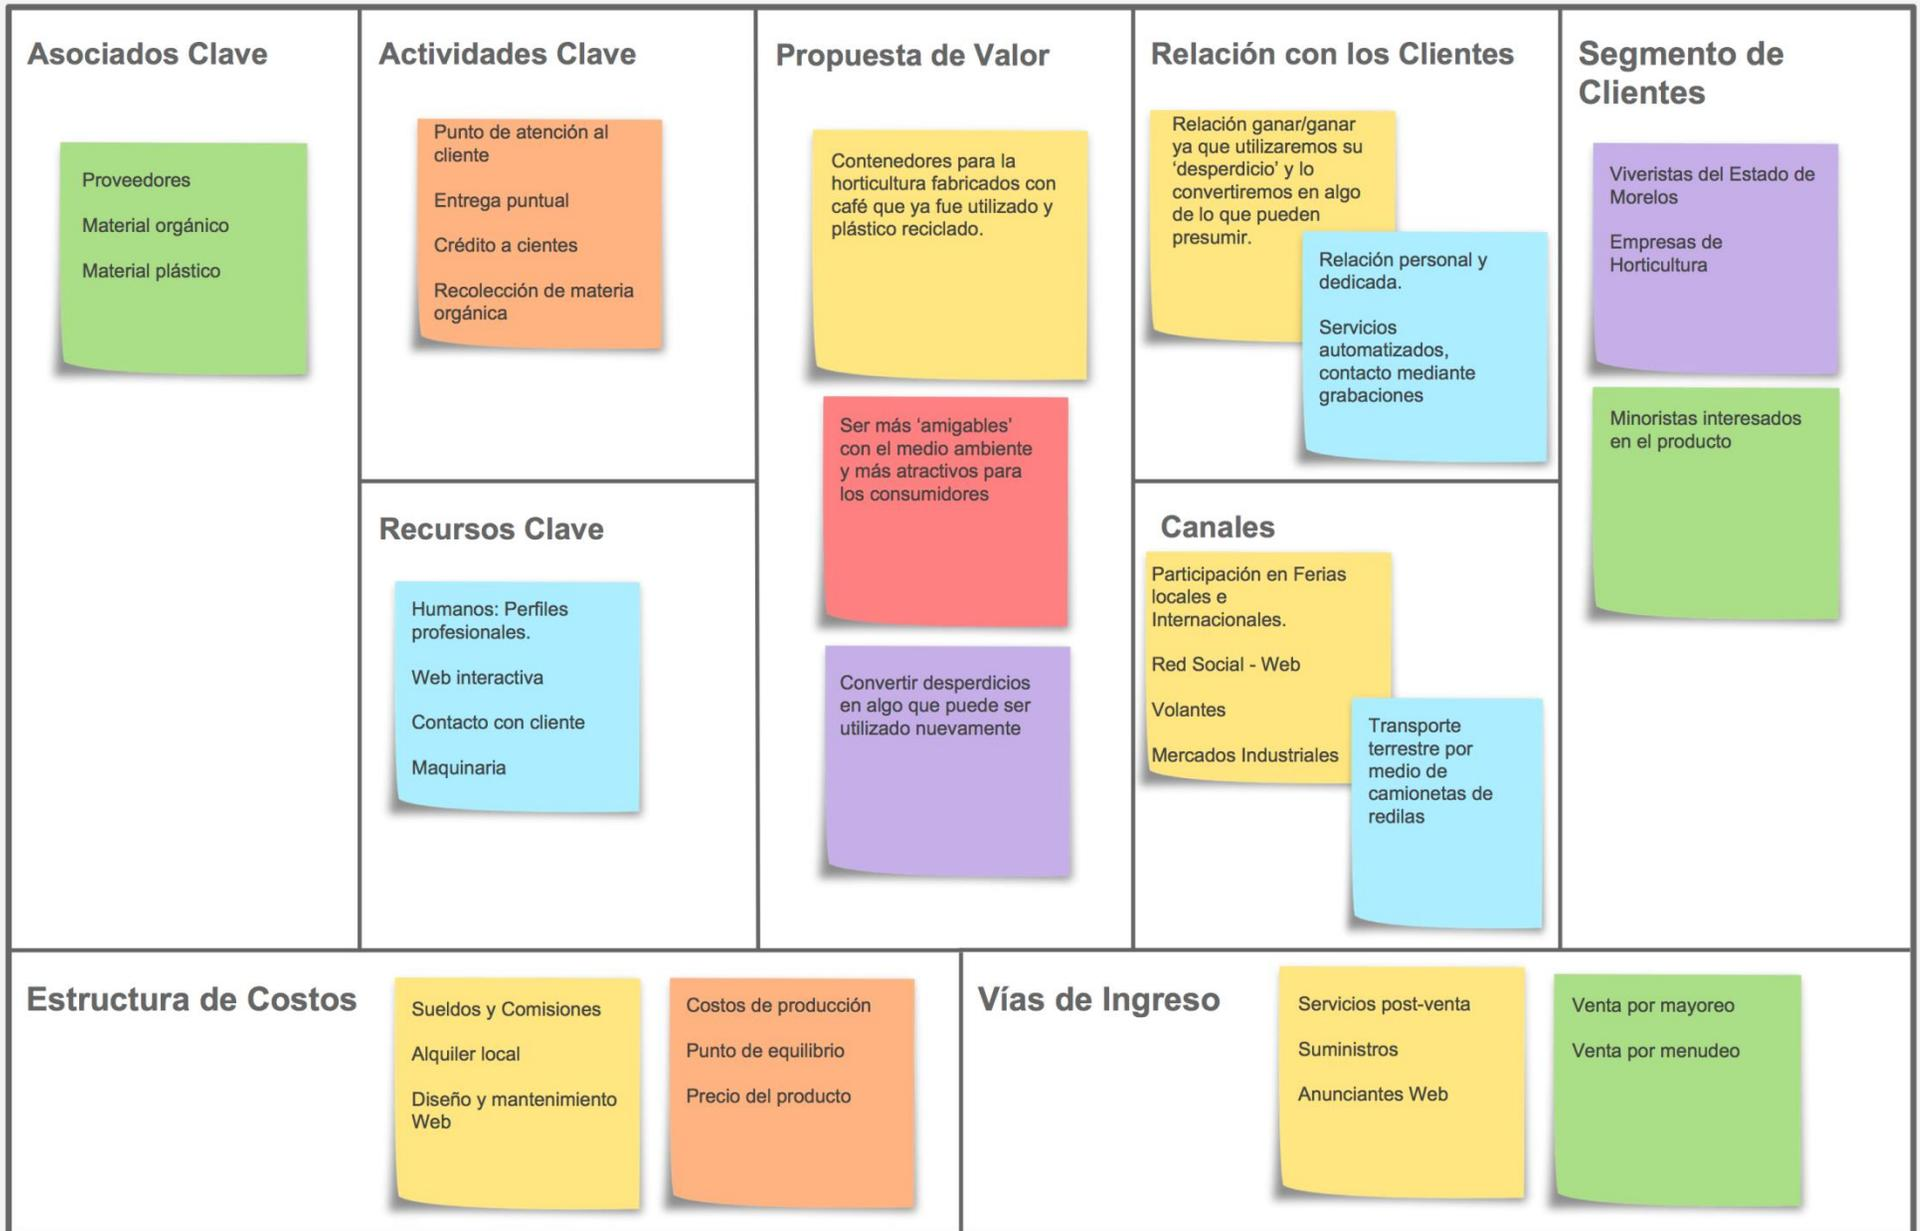 Asociados Clave
Proveedores
Material orgánico
Material plástico
Actividades Clave
Punto de atención al
cliente
Entrega puntual
Crédito a cientes
Recolección de materia
orgánica
Recursos Clave
Humanos: Perfiles
profesionales.
Web interactiva
Contacto con cliente
Maquinaria
Propuesta de Valor
Contenedores para la
horticultura fabricados con
café que ya fue utilizado y
plástico reciclado.
Ser más ‘amigables’
con el medio ambiente
y más atractivos para
los consumidores
Convertir desperdicios
en algo que puede ser
utilizado nuevamente
Relación con los Clientes
Relación ganar/ganar
ya que utilizaremos su
‘desperdicio’ y lo
convertiremos en algo
de lo que pueden
presumir.
Relación personal y
dedicada.
Servicios
automatizados,
contacto mediante
grabaciones
Canales
Participación en Ferias
locales e
Internacionales.
Red Social - Web
Volantes
Mercados Industriales
Transporte
terrestre por
medio de
camionetas de
redilas
Segmento de
Clientes
Viveristas del Estado de
Morelos
Empresas de
Horticultura
Minoristas interesados
en el producto
Estructura de Costos
Sueldos y Comisiones
Alquiler local
Diseño y mantenimiento
Web
Costos de producción
Punto de equilibrio
Precio del producto
Vías de Ingreso
Servicios post-venta
Suministros
Anunciantes Web
Venta por mayoreo
Venta por menudeo